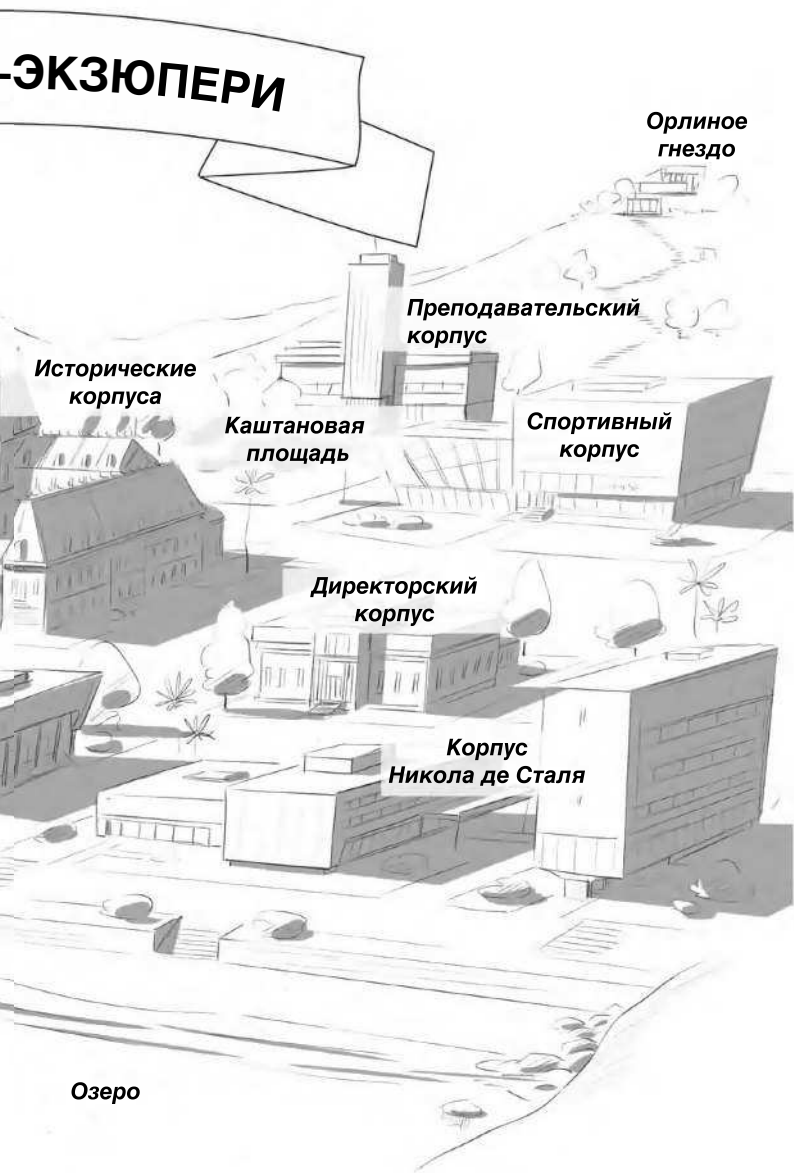 -ЭКЗЮПЕРИ
Орлиное
гнездо
Преподавательский
корпус
Исторические
корпуса
Каштановая
площадь
Спортивный
корпус
Директорский
корпус
Корпус
Никола де Сталя
Озеро